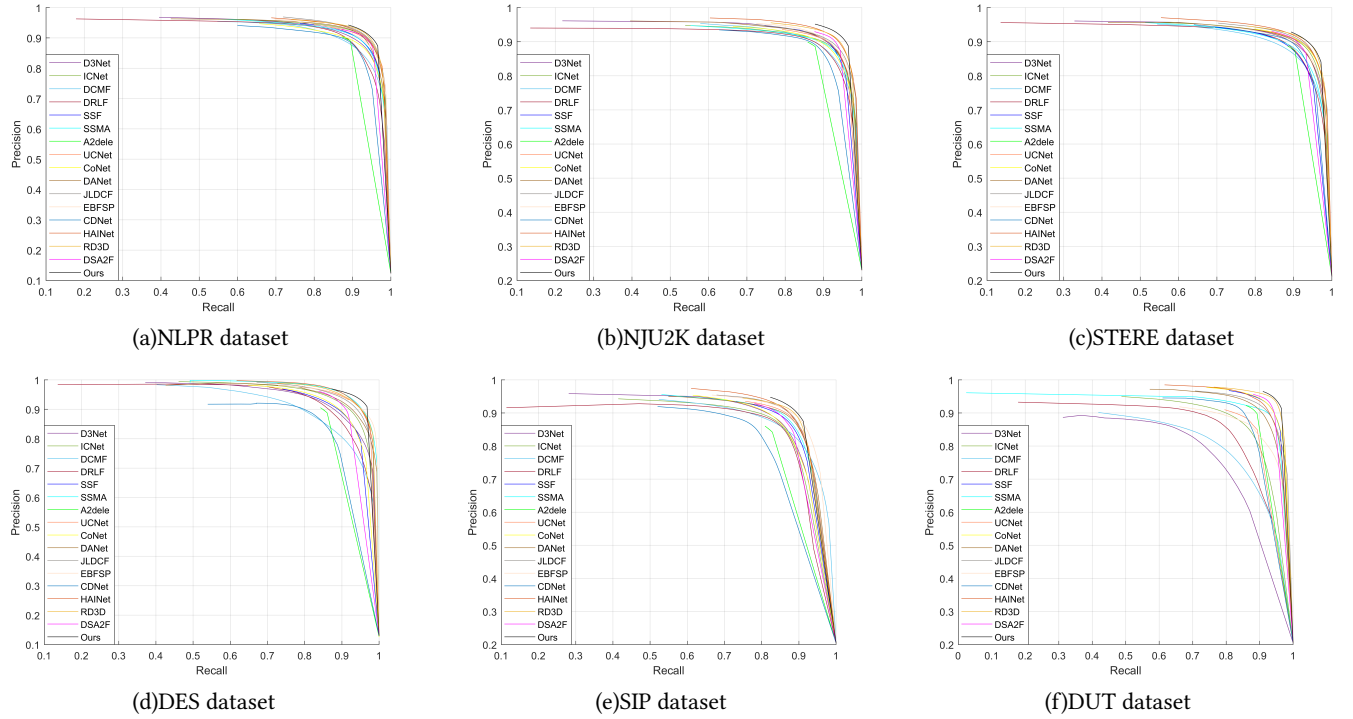 1
0.9
0.8
0.7
0.6
0.5
0.4
0.3
0.2
0.1
Precision
D3Net
ICNet
DCMF
DRLF
SSF
SSMA
A2dele
UCNet
CoNet
DANet
JLDCF
EBFSP
CDNet
HAINet
RD3D
DSA2F
Ours
0.1 0.2 0.3 0.4 0.5 0.6 0.7 0.8 0.9 1
Recall
(a)NLPR dataset
1
0.9
0.8
0.7
0.6
0.5
0.4
0.3
0.2
Precision
D3Net
ICNet
DCMF
DRLF
SSF
SSMA
A2dele
UCNet
CoNet
DANet
JLDCF
EBFSP
CDNet
HAINet
RD3D
DSA2F
Ours
0.1 0.2 0.3 0.4 0.5 0.6 0.7 0.8 0.9 1
Recall
(b)NJU2K dataset
1
0.9
0.8
0.7
0.6
0.5
0.4
0.3
0.2
Precision
D3Net
ICNet
DCMF
DRLF
SSF
SSMA
A2dele
UCNet
CoNet
DANet
JLDCF
EBFSP
CDNet
HAINet
RD3D
DSA2F
Ours
0.1 0.2 0.3 0.4 0.5 0.6 0.7 0.8 0.9 1
Recall
(c)STERE dataset
1
0.9
0.8
0.7
0.6
0.5
0.4
0.3
0.2
0.1
Precision
D3Net
ICNet
DCMF
DRLF
SSF
SSMA
A2dele
UCNet
CoNet
DANet
JLDCF
EBFSP
CDNet
HAINet
RD3D
DSA2F
Ours
0.1 0.2 0.3 0.4 0.5 0.6 0.7 0.8 0.9 1
Recall
(d)DES dataset
1
0.9
0.8
0.7
0.6
0.5
0.4
0.3
0.2
Precision
D3Net
ICNet
DCMF
DRLF
SSF
SSMA
A2dele
UCNet
CoNet
DANet
JLDCF
EBFSP
CDNet
HAINet
RD3D
DSA2F
Ours
0.1 0.2 0.3 0.4 0.5 0.6 0.7 0.8 0.9 1
Recall
(e)SIP dataset
1
0.9
0.8
0.7
0.6
0.5
0.4
0.3
0.2
Precision
D3Net
ICNet
DCMF
DRLF
SSF
SSMA
A2dele
UCNet
CoNet
DANet
JLDCF
EBFSP
CDNet
HAINet
RD3D
DSA2F
Ours
0 0.1 0.2 0.3 0.4 0.5 0.6 0.7 0.8 0.9 1
Recall
(f)DUT dataset